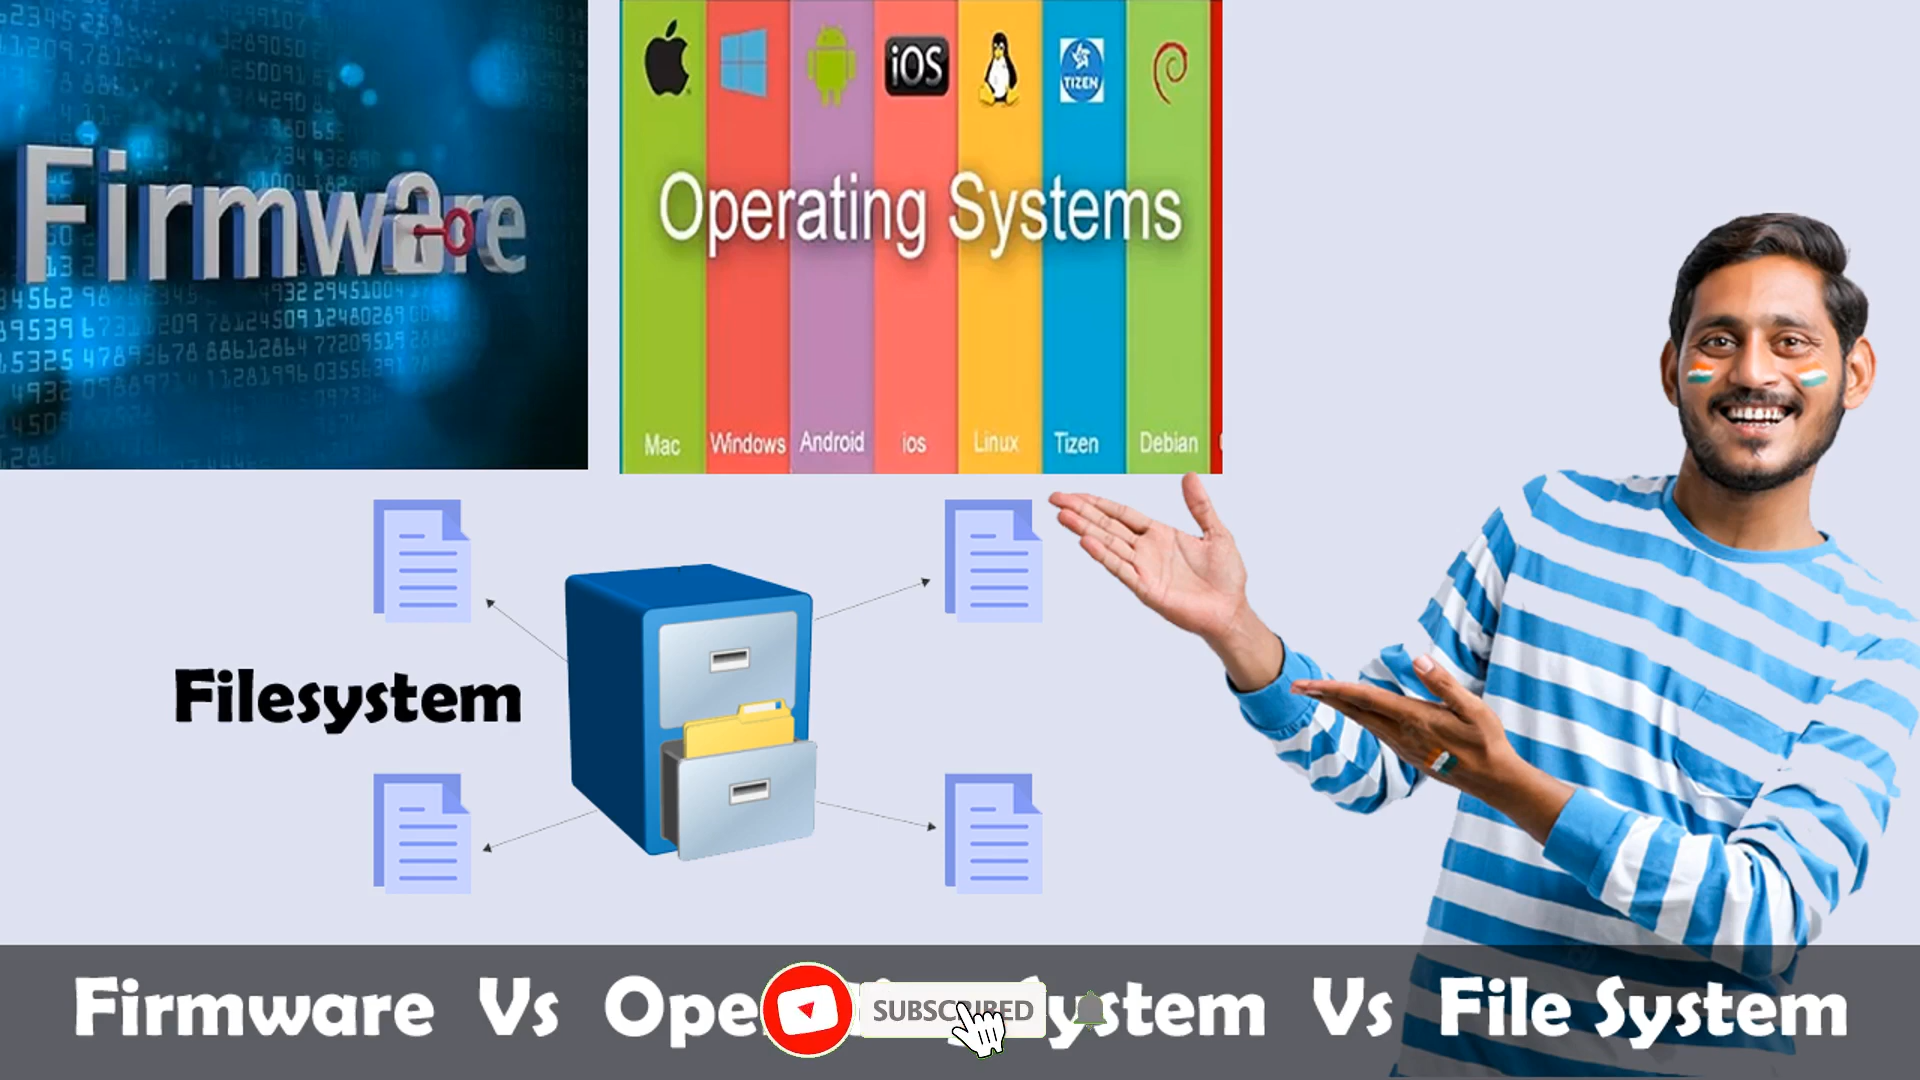 Firmware
iOS
TIZEN
Operating Systems
Mac
Windows
Android
ios
Linux
Tizen
Debian
Filesystem
Firmware Vs Ope ystem Vs File System
SUBSCRIBED